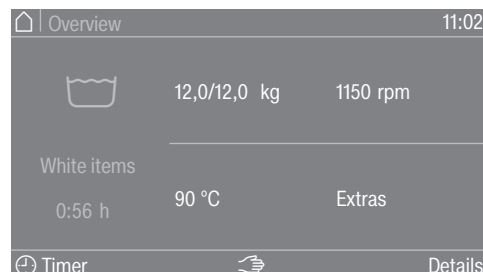 Overview 11:02
12,0/12,0 kg 1150 rpm
White items
0:56 h
90 °C Extras
Timer Details